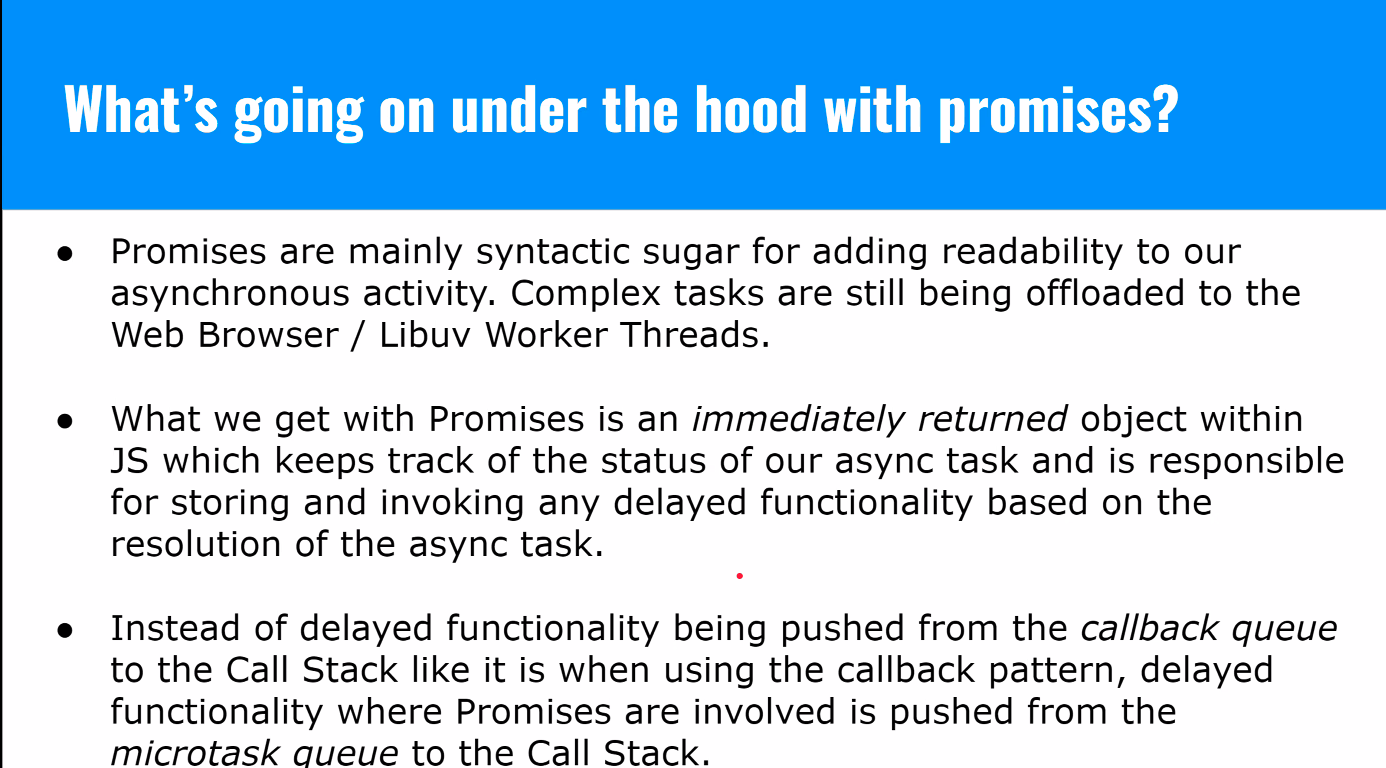 What’s going on under the hood with promises?
● Promises are mainly syntactic sugar for adding readability to our
asynchronous activity. Complex tasks are still being offloaded to the
Web Browser / Libuv Worker Threads.
● What we get with Promises is an immediately returned object within
JS which keeps track of the status of our async task and is responsible
for storing and invoking any delayed functionality based on the
resolution of the async task.
● Instead of delayed functionality being pushed from the callback queue
to the Call Stack like it is when using the callback pattern, delayed
functionality where Promises are involved is pushed from the
microtask queue to the Call Stack.